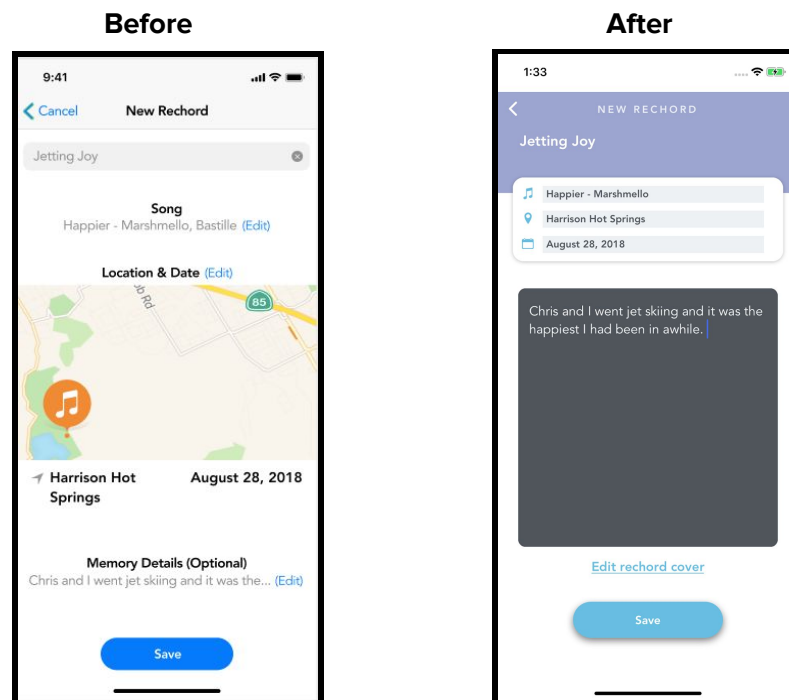 Before
9:41
Cancel
New Rechord
Jetting Joy
Song
Happier - Marshmello, Bastille (Edit)
Location & Date (Edit)
ob Rd
85
Harrison Hot
Springs
August 28, 2018
Memory Details (Optional)
Chris and I went jet skiing and it was the... (Edit)
Save
After
1:33
NEW RECHORD
Jetting Joy
Happier - Marshmello
Harrison Hot Springs
August 28, 2018
Chris and I went jet skiing and it was the
happiest I had been in awhile.
Edit rechord cover
Save